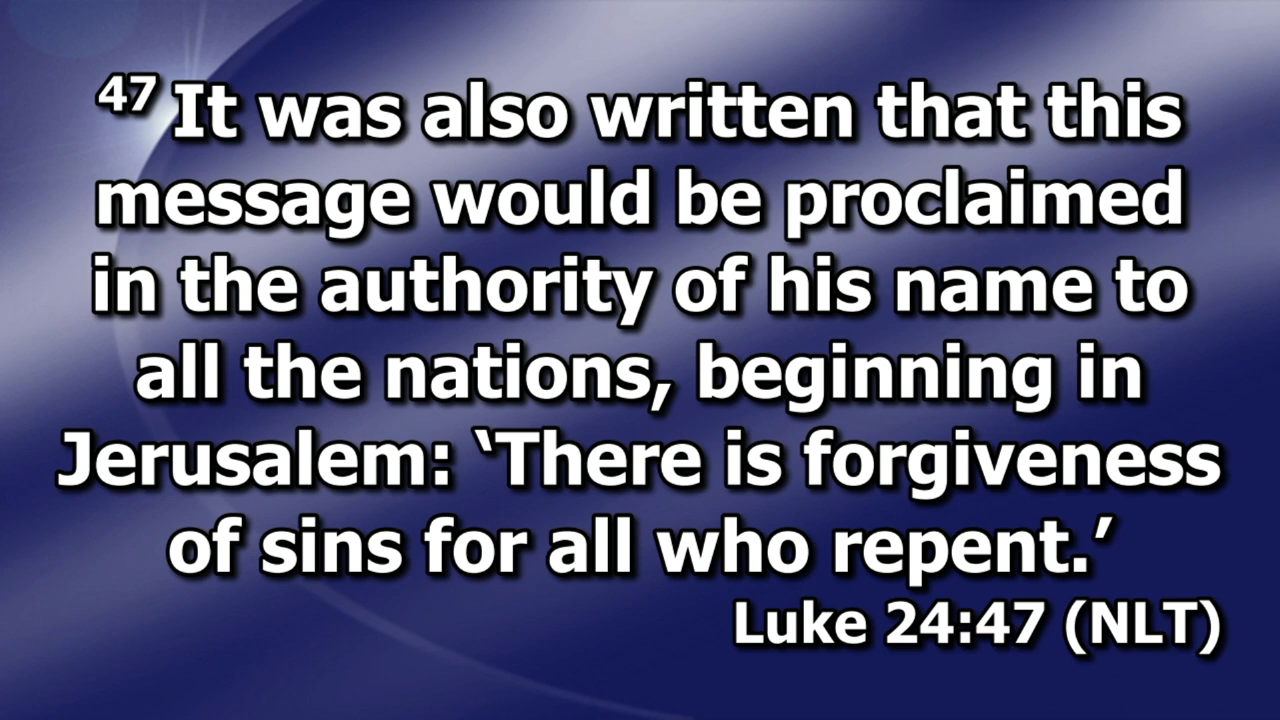 47 It was also written that this
message would be proclaimed
in the authority of his name to
all the nations, beginning in
Jerusalem: ‘There is forgiveness
of sins for all who repent.’
Luke 24:47 (NLT)